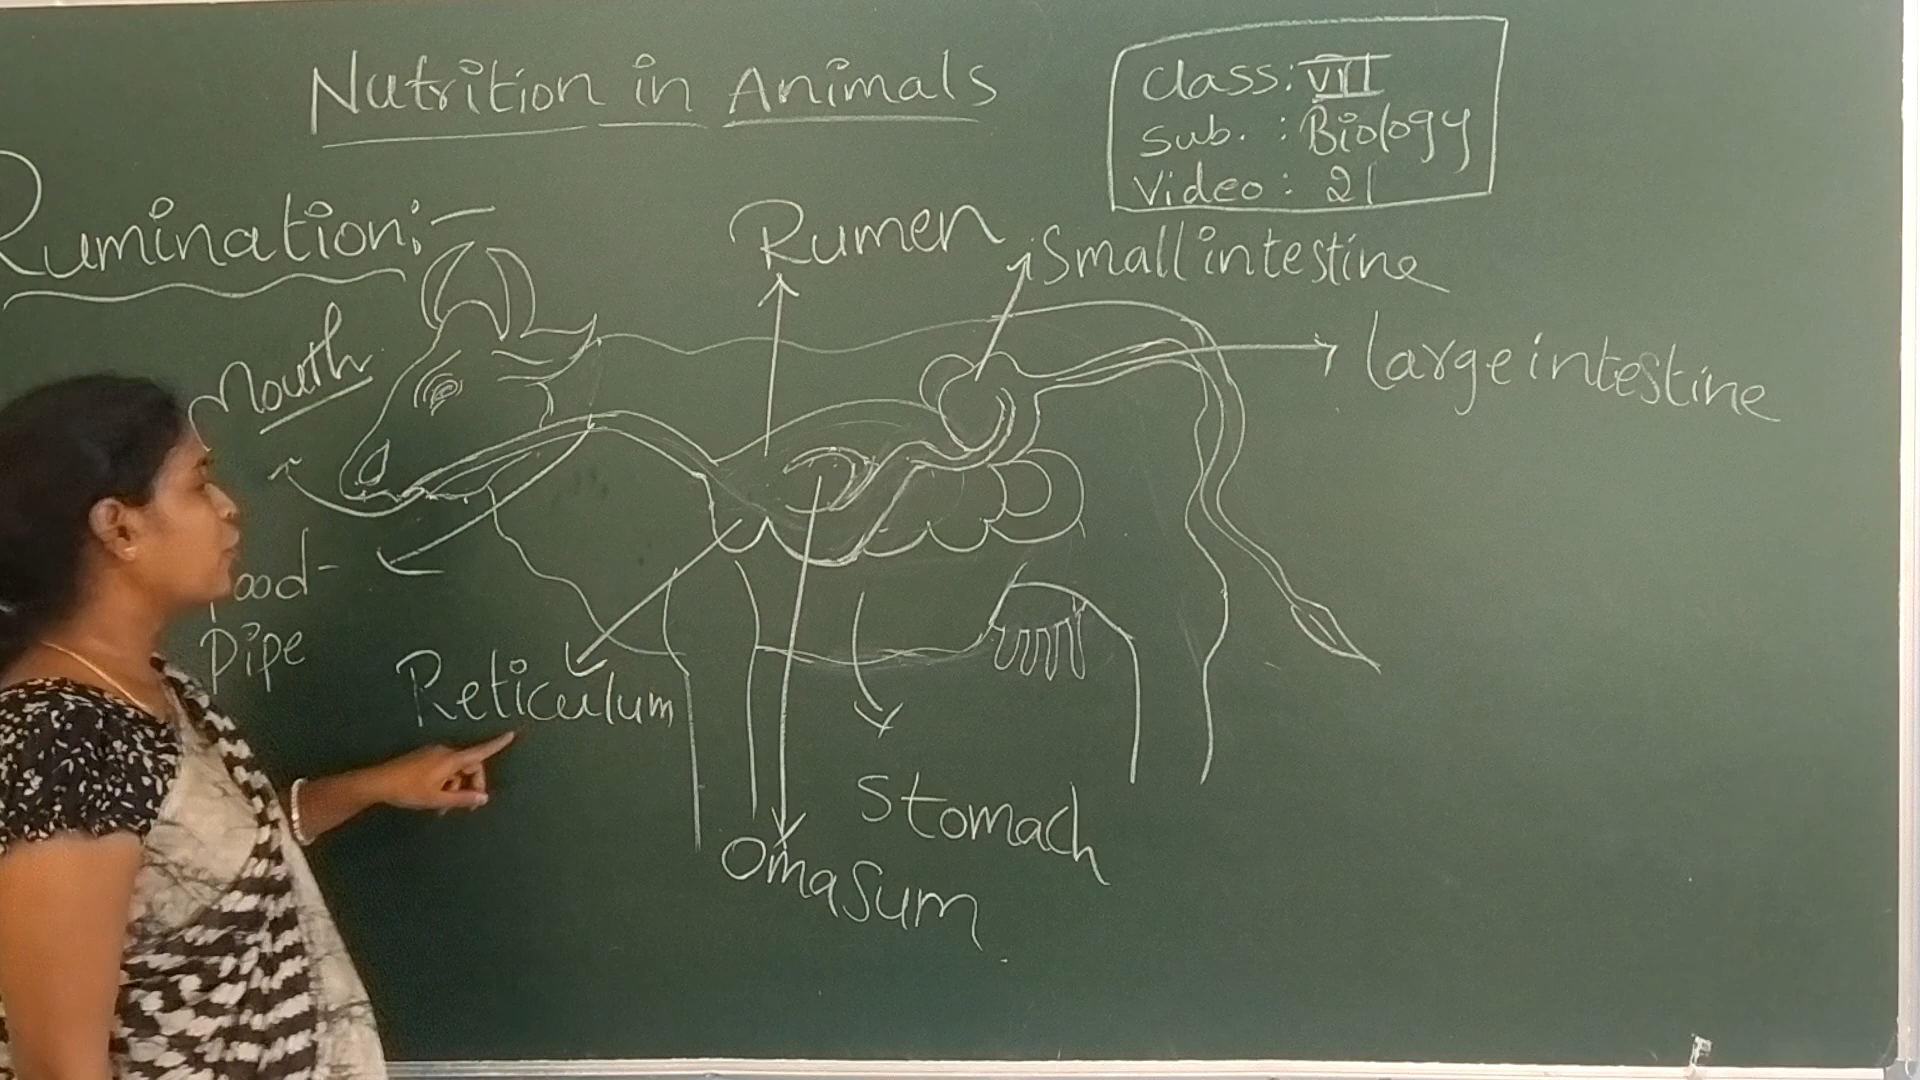 Nutrition in Animals
Class: VII
Sub. : Biology
Video: 21
Rumination:-
Rumen
Small intestine
Mouth
large intestine
Pipe
Reticulum
Stomach
Omasum